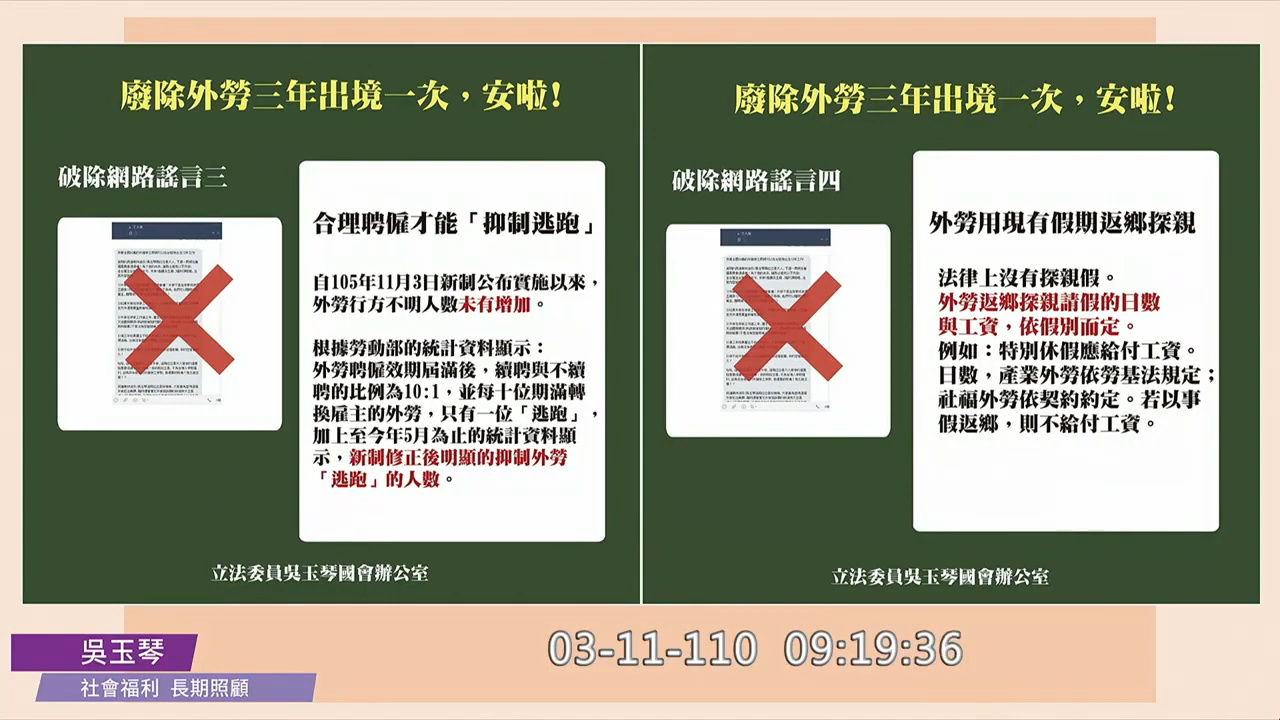 廢除外勞三年出境一次，安啦！
破除網路謠言三
合理聘僱才能「抑制逃跑」
自105年11月3日新制公布實施以來，
外勞行方不明人數未有增加。
根據勞動部的統計資料顯示：
外勞聘僱效期屆滿後，續聘與不續
聘的比例為10:1，並每十位期滿轉
換雇主的外勞，只有一位「逃跑」，
加上至今年5月為止的統計資料顯
示，新制修正後明顯的抑制外勞
「逃跑」的人數。
立法委員吳玉琴國會辦公室
廢除外勞三年出境一次，安啦！
破除網路謠言四
外勞用現有假期返鄉探親
法律上沒有探親假。
外勞返鄉探親請假的日數
與工資，依假別而定。
例如：特別休假應給付工資。
日數，產業外勞依勞基法規定；
社福外勞依契約約定。若以事
假返鄉，則不給付工資。
立法委員吳玉琴國會辦公室
吳玉琴
社會福利 長期照顧
03-11-110 09:19:36